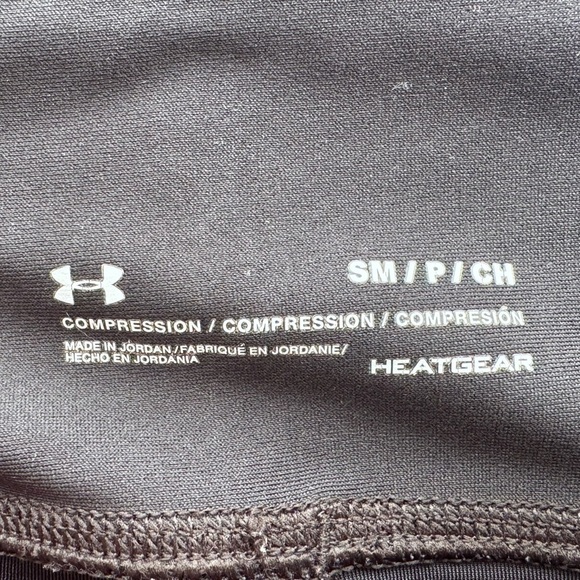 SM / P / CH
COMPRESSION / COMPRESSION / COMPRESIÓN
MADE IN JORDAN / FABRIQUÉ EN JORDANIE /
HECHO EN JORDANIA
HEATGEAR